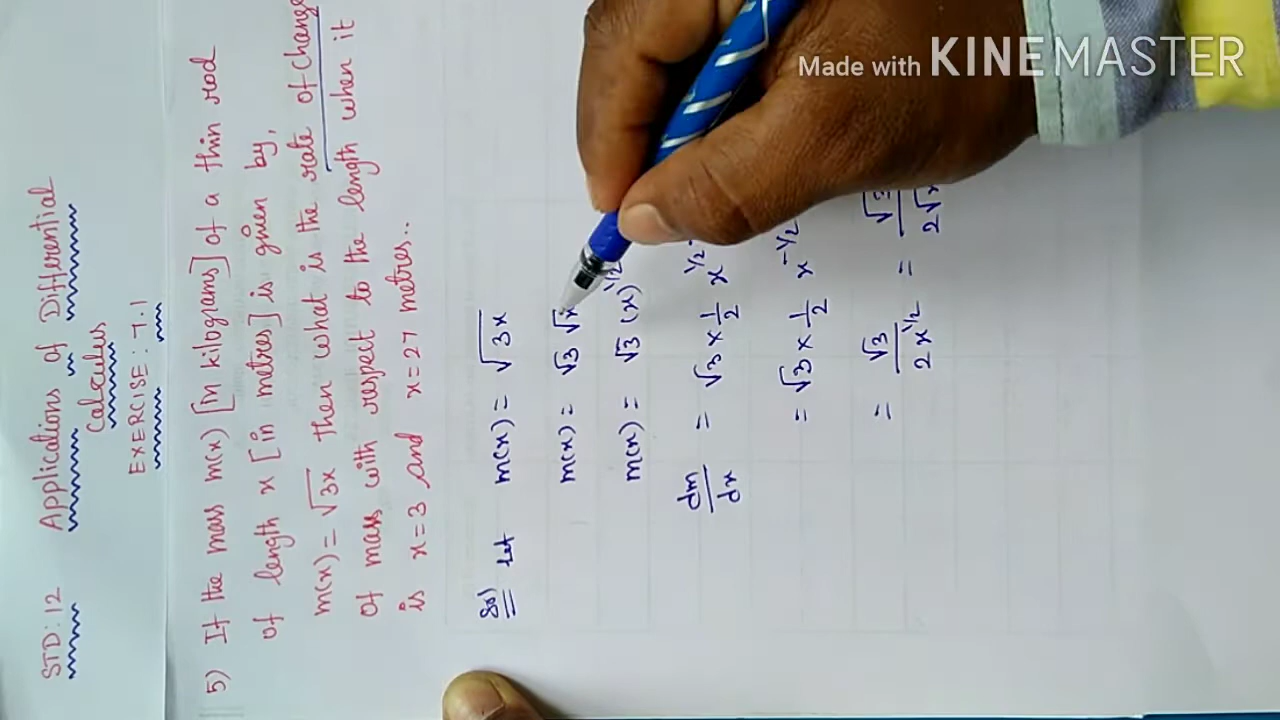 STD: 12 Applications of Differential
Calculus
EXERCISE: 7.1
5) If the mass m(x) [In kilograms] of a thin rod
of length x [in metres] is given by,
m(x) = √3x then what is the rate of change
of mass with respect to the length when it
is x = 3 and x = 27 metres..
Sol Let m(x) = √3x
m(x) = √3 √x
m(x) = √3 (x)^1/2
dm/dx = √3 x 1/2 x^1/2-
= √3 x 1/2 x^-1/2
= √3/2x^1/2 = √3/2√x
Made with KINEMASTER